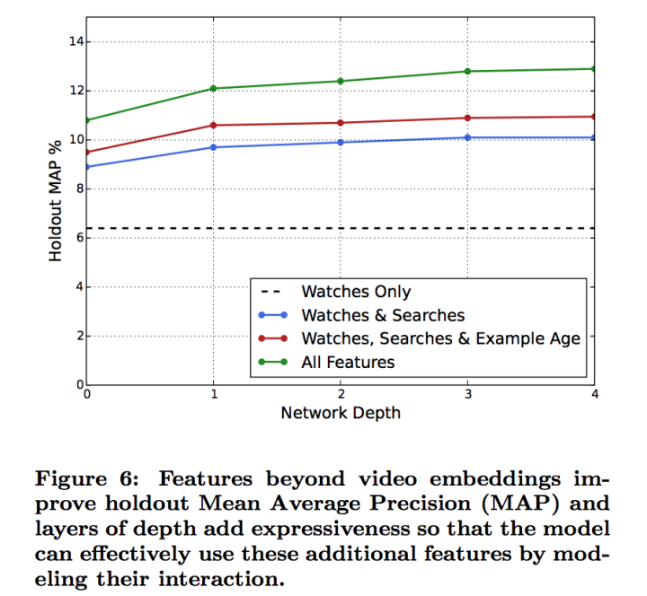 14
12
10
8
6
4
2
0
Holdout MAP %
Watches Only
Watches & Searches
Watches, Searches & Example Age
All Features
0 1 2 3 4
Network Depth
Figure 6: Features beyond video embeddings im-
prove holdout Mean Average Precision (MAP) and
layers of depth add expressiveness so that the model
can effectively use these additional features by mod-
eling their interaction.